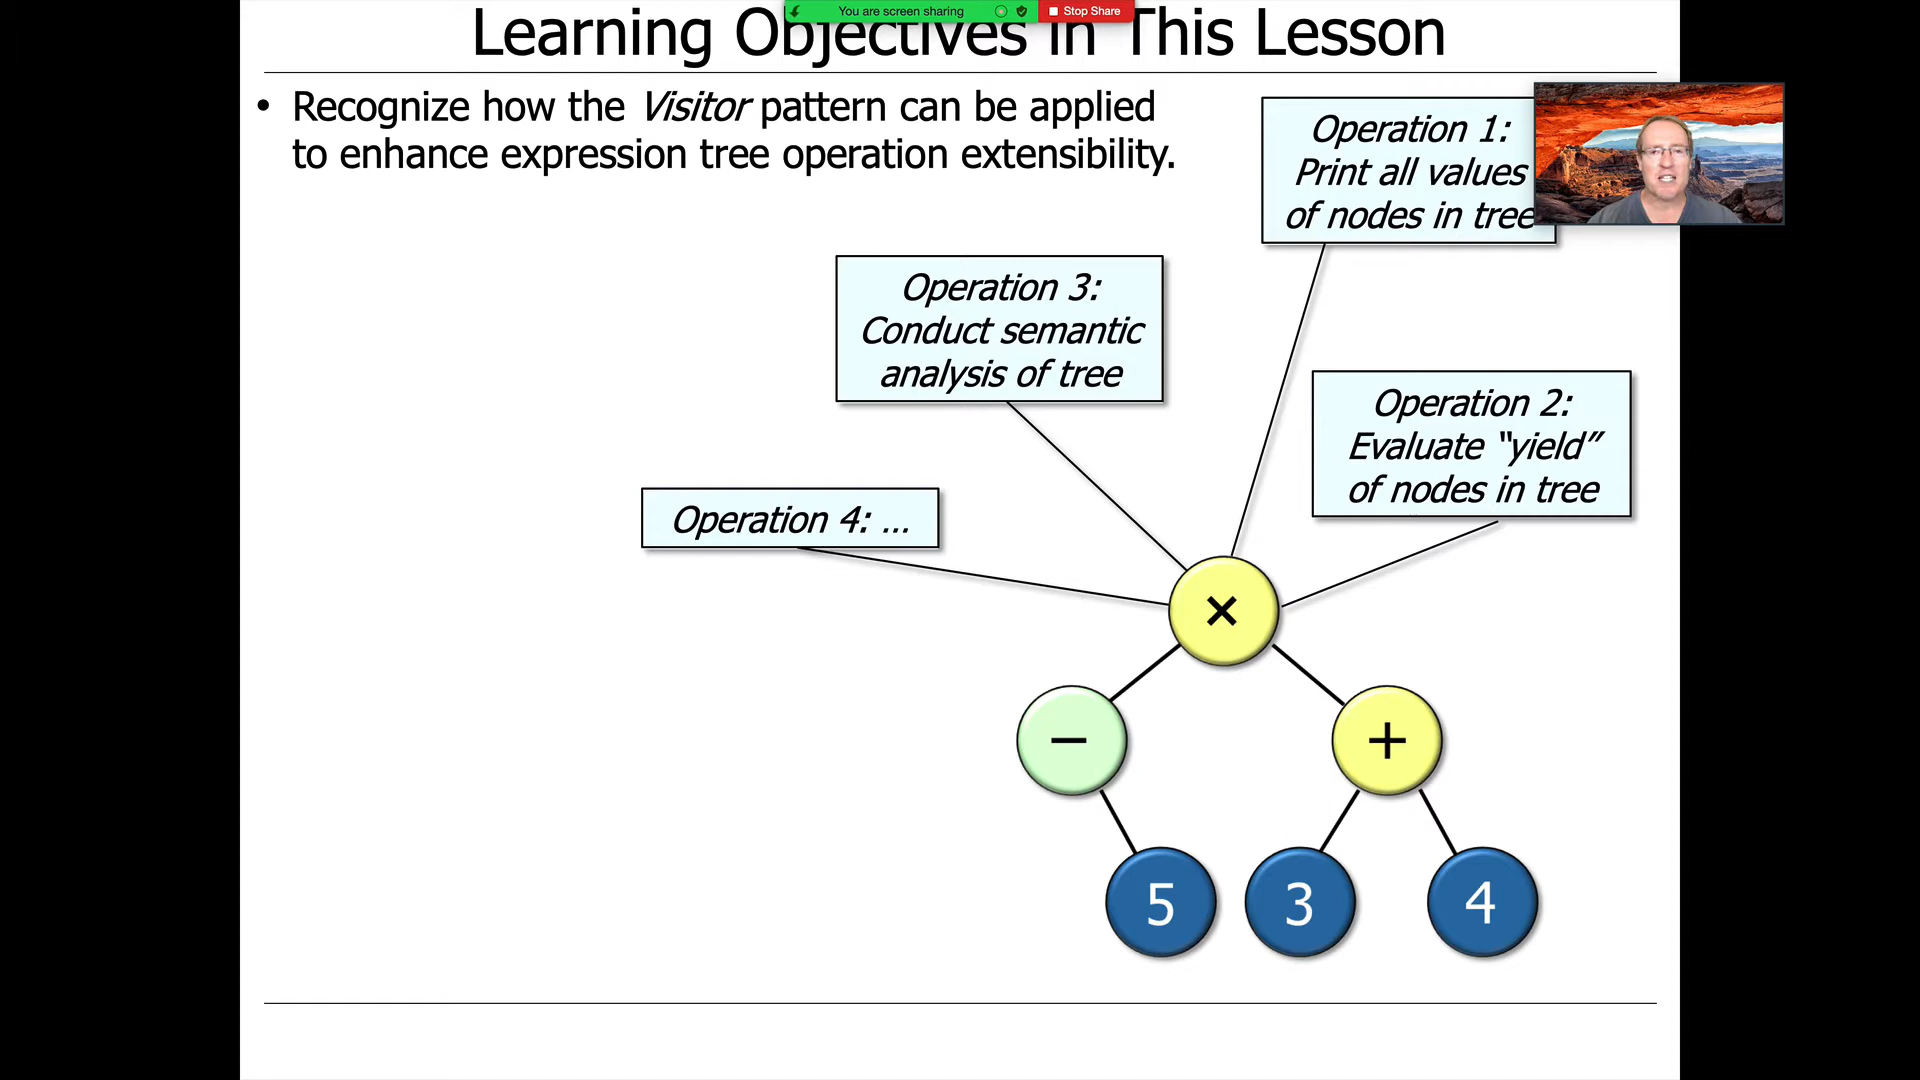 You are screen sharing
Stop Share
Learning Objectives in This Lesson
• Recognize how the Visitor pattern can be applied
to enhance expression tree operation extensibility.
Operation 1:
Print all values
of nodes in tree
Operation 3:
Conduct semantic
analysis of tree
Operation 2:
Evaluate “yield”
of nodes in tree
Operation 4: ...
×
−
+
5
3
4